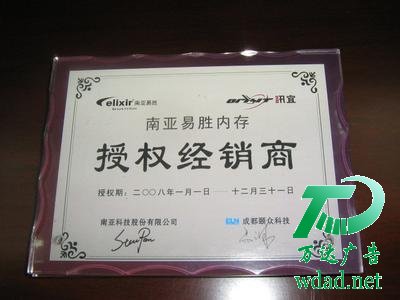 elixir 南亚易胜
訊宜
南亚易胜内存
授权经销商
授权期：二〇〇八年一月一日——十二月三十一日
南亚科技股份有限公司
成都颐众科技
万达广告
wdad.net